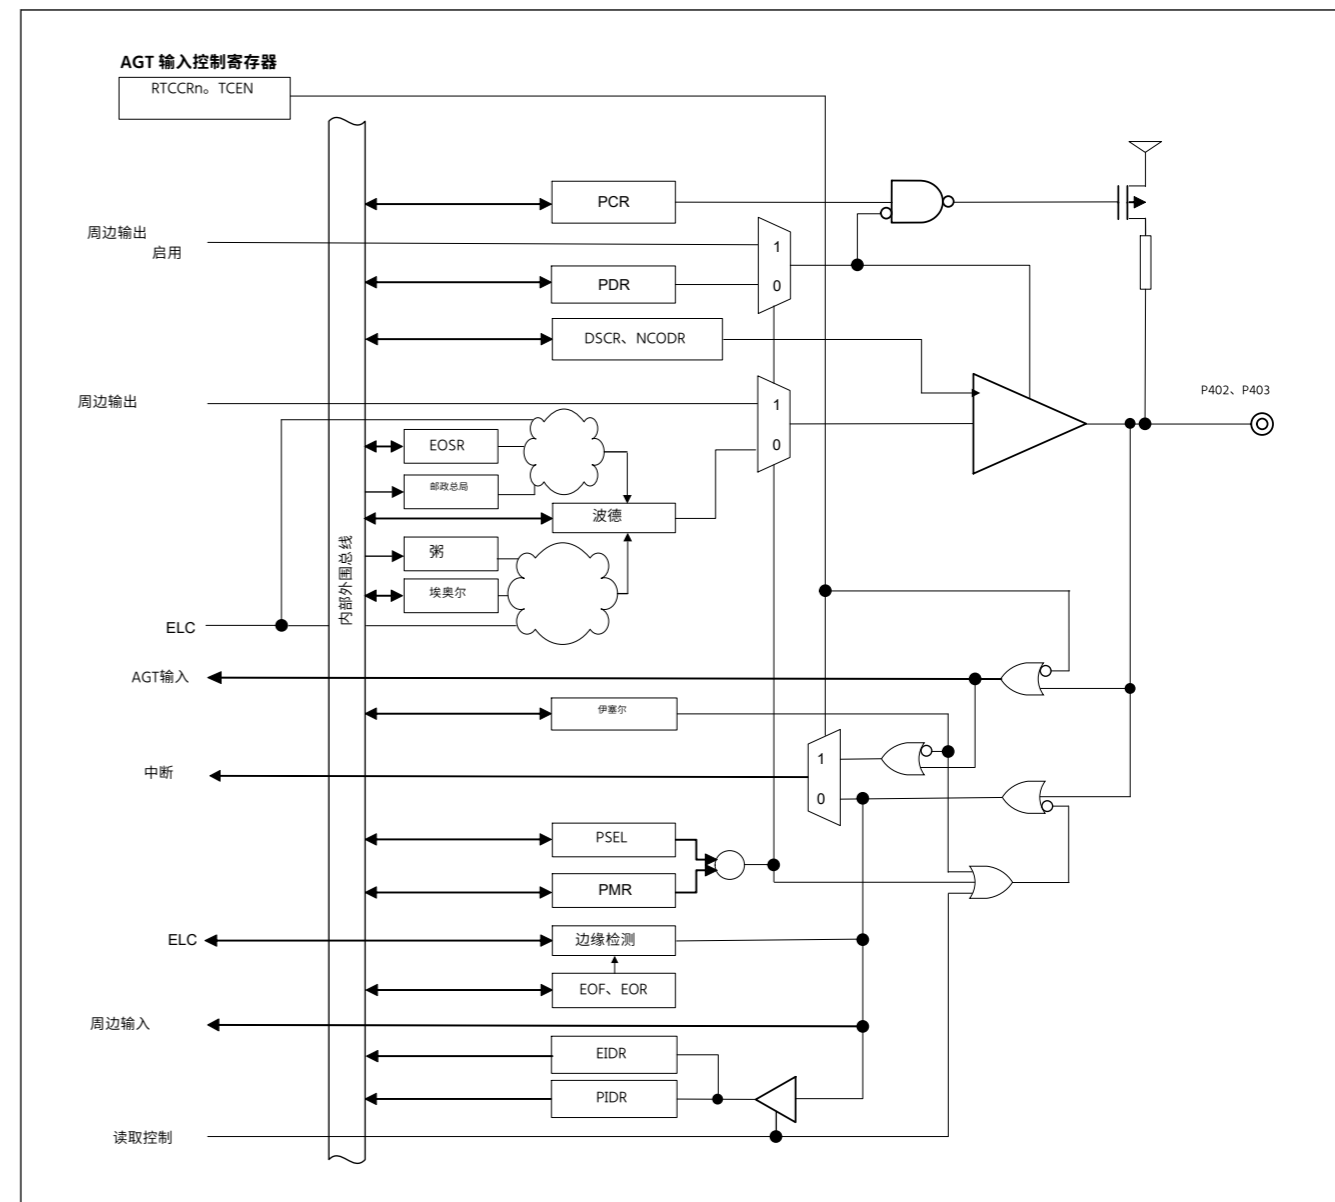 AGT 输入控制寄存器
RTCCRn。TCEN
PCR
周边输出
启用
1
PDR
0
DSCR、NCODR
P402、P403
周边输出
1
EOSR
0
邮政总局
波德
粥
内部外围总线
埃奥尔
ELC
AGT输入
伊塞尔
1
中断
0
PSEL
PMR
ELC
边缘检测
EOF、EOR
周边输入
EIDR
PIDR
读取控制